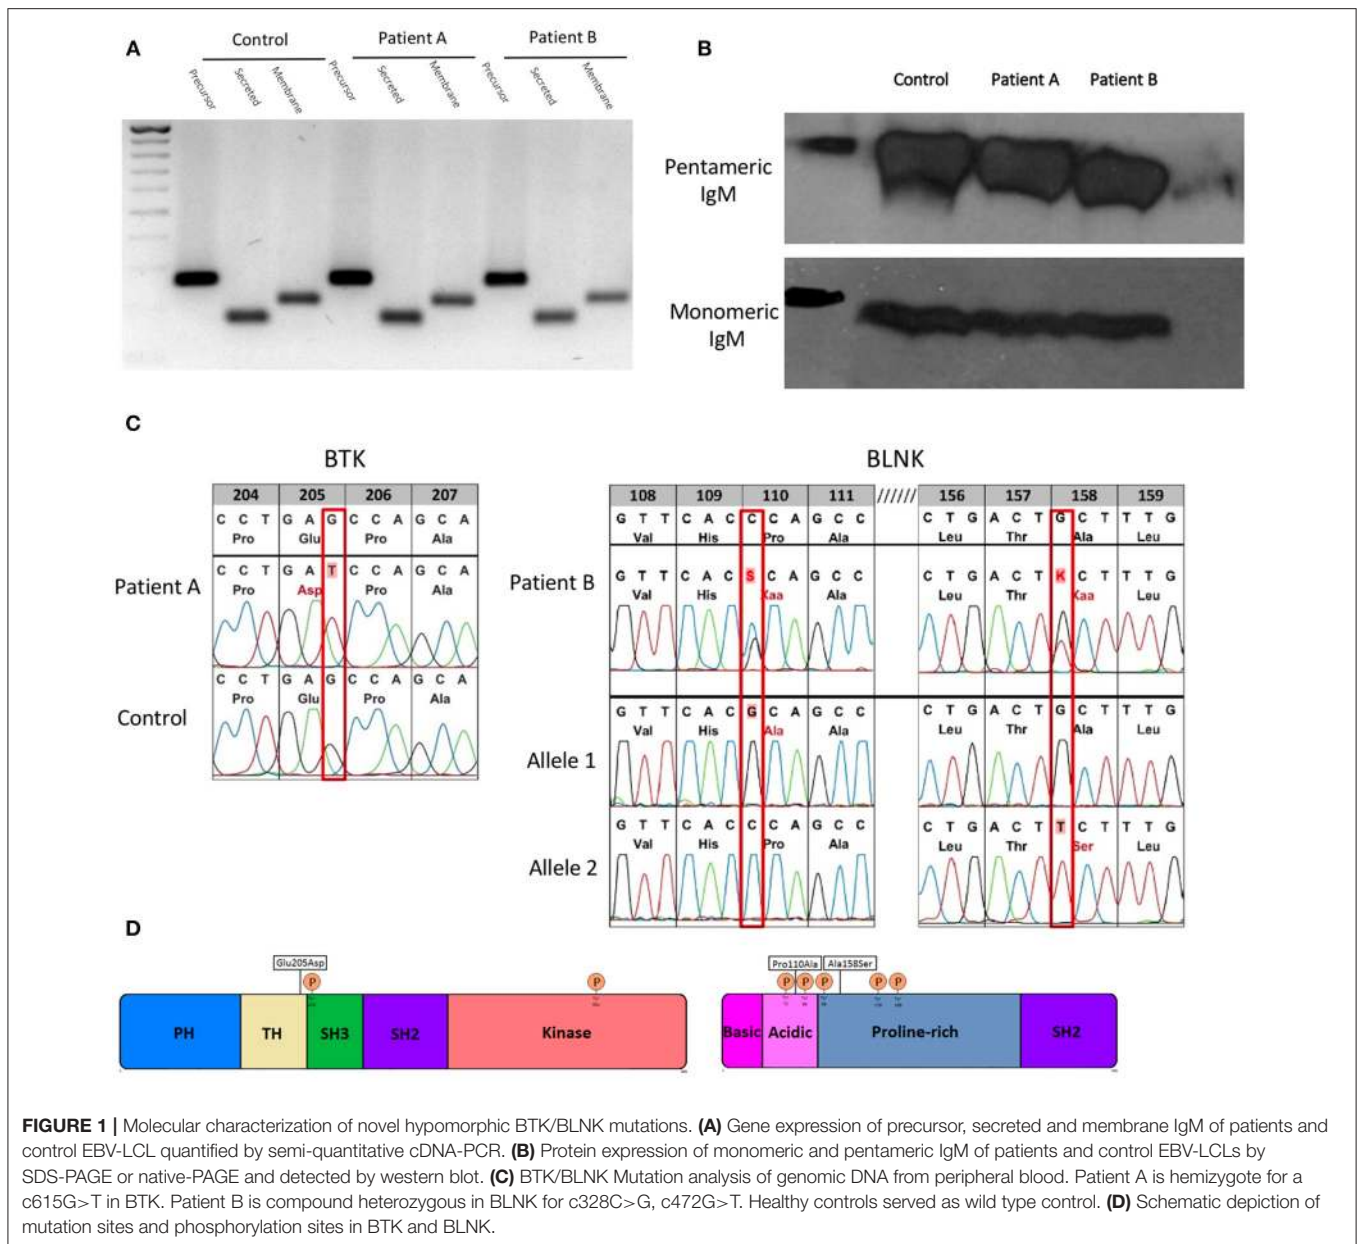 A
Control
Patient A
Patient B
Precursor
Secreted
Membrane
Precursor
Secreted
Membrane
Precursor
Secreted
Membrane
B
Control Patient A Patient B
Pentameric
IgM
Monomeric
IgM
C
BTK
204 205 206 207
C C T G A G C C A G C A
Pro Glu Pro Ala
Patient A
C C T G A T C C A G C A
Pro Asp Pro Ala
Control
C C T G A G C C A G C A
Pro Glu Pro Ala
BLNK
108 109 110 111 ////// 156 157 158 159
G T T C A C C C A G C C C T G A C T G C T T T G
Val His Pro Ala Leu Thr Ala Leu
Patient B
G T T C A C S C A G C C C T G A C T K C T T T G
Val His Xaa Ala Leu Thr Xaa Leu
Allele 1
G T T C A C G C A G C C C T G A C T G C T T T G
Val His Ala Ala Leu Thr Ala Leu
Allele 2
G T T C A C C C A G C C C T G A C T T C T T T G
Val His Pro Ala Leu Thr Ser Leu
D
Glu205Asp
P P
PH TH SH3 SH2 Kinase
Pro110Ala Ala158Ser
P P P P P
Basic Acidic Proline-rich SH2
FIGURE 1 | Molecular characterization of novel hypomorphic BTK/BLNK mutations. (A) Gene expression of precursor, secreted and membrane IgM of patients and
control EBV-LCL quantified by semi-quantitative cDNA-PCR. (B) Protein expression of monomeric and pentameric IgM of patients and control EBV-LCLs by
SDS-PAGE or native-PAGE and detected by western blot. (C) BTK/BLNK Mutation analysis of genomic DNA from peripheral blood. Patient A is hemizygote for a
c615G>T in BTK. Patient B is compound heterozygous in BLNK for c328C>G, c472G>T. Healthy controls served as wild type control. (D) Schematic depiction of
mutation sites and phosphorylation sites in BTK and BLNK.